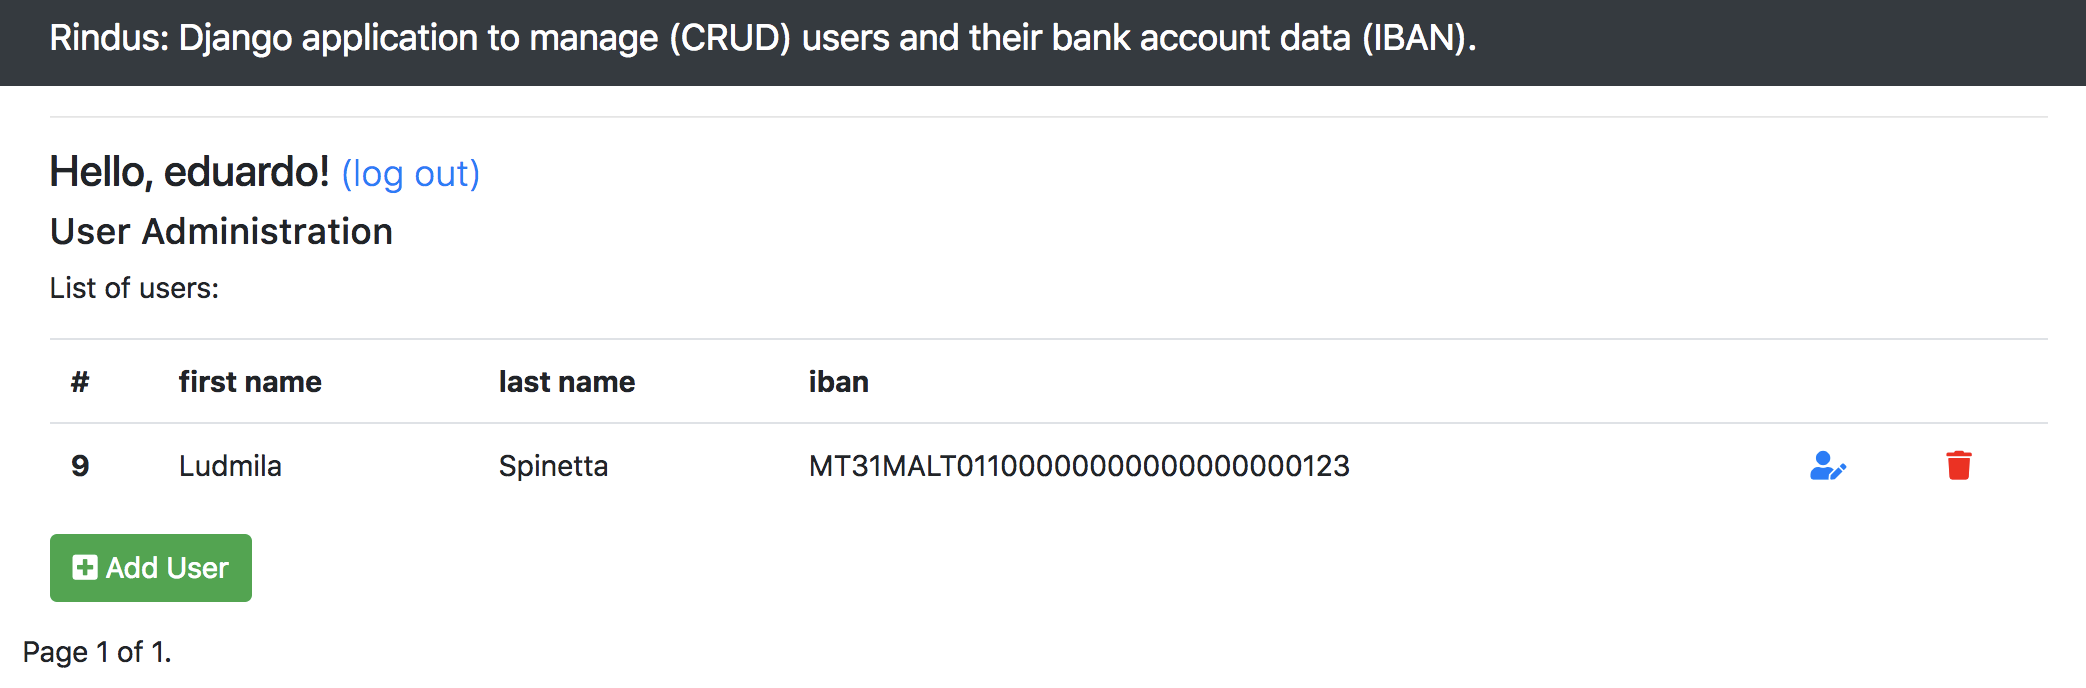 Rindus: Django application to manage (CRUD) users and their bank account data (IBAN).
Hello, eduardo! (log out)
User Administration
List of users:
# first name last name iban
9 Ludmila Spinetta MT31MALT01100000000000000000123
Add User
Page 1 of 1.